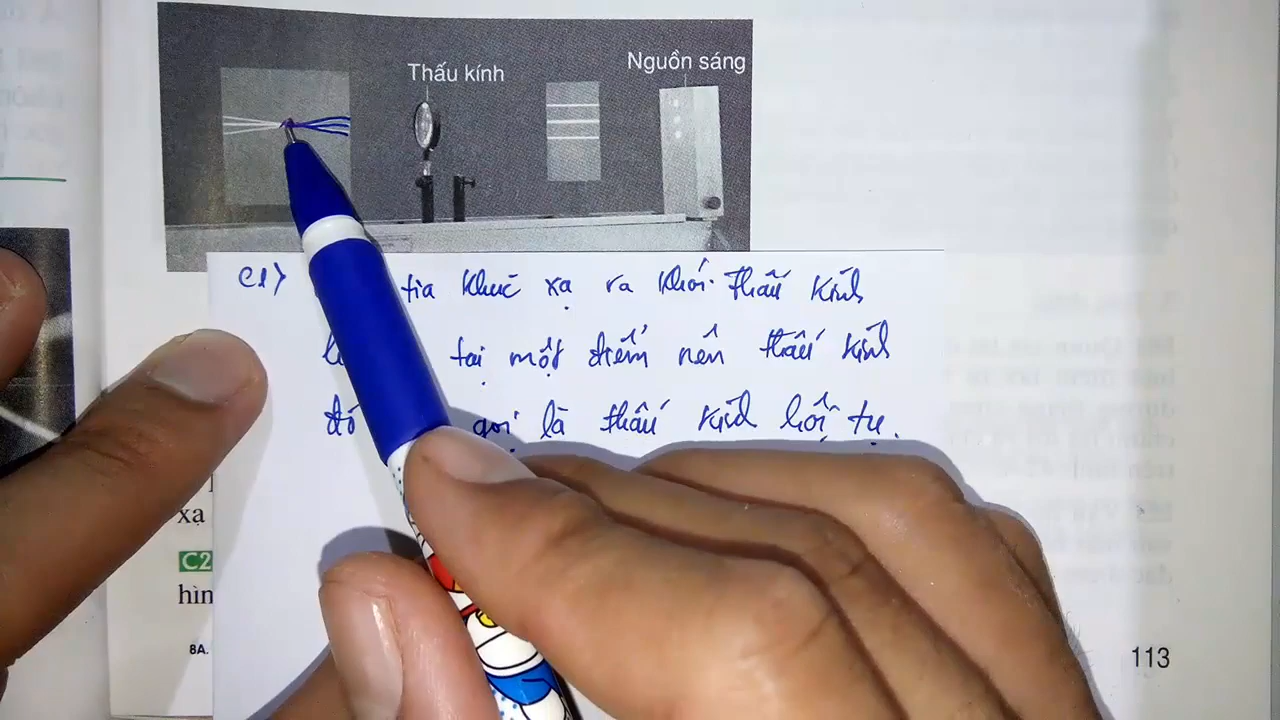 Thấu kính
Nguồn sáng
C1) tia khúc xạ ra khỏi thấu kính
tại một điểm nên thấu kính
đó gọi là thấu kính hội tụ.
xạ
C2
hìn
8A.
113